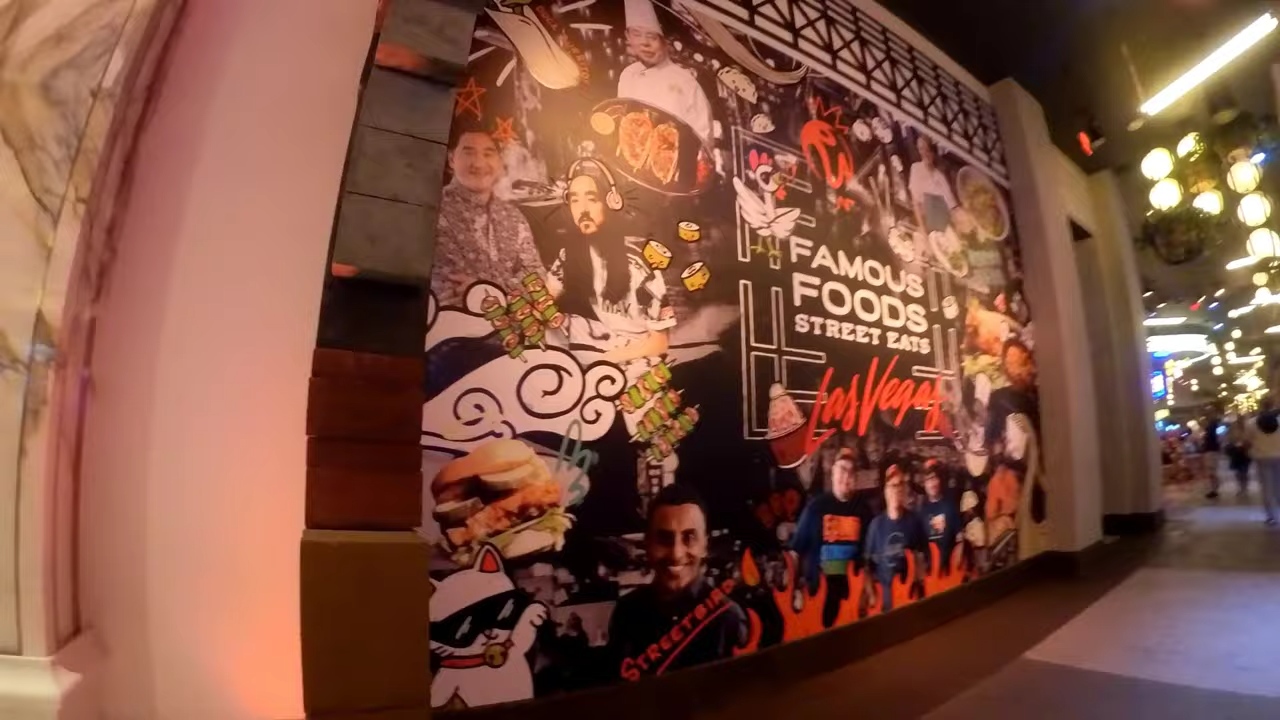 FAMOUS
FOODS
STREET EATS
Las Vegas
STREETBIRD